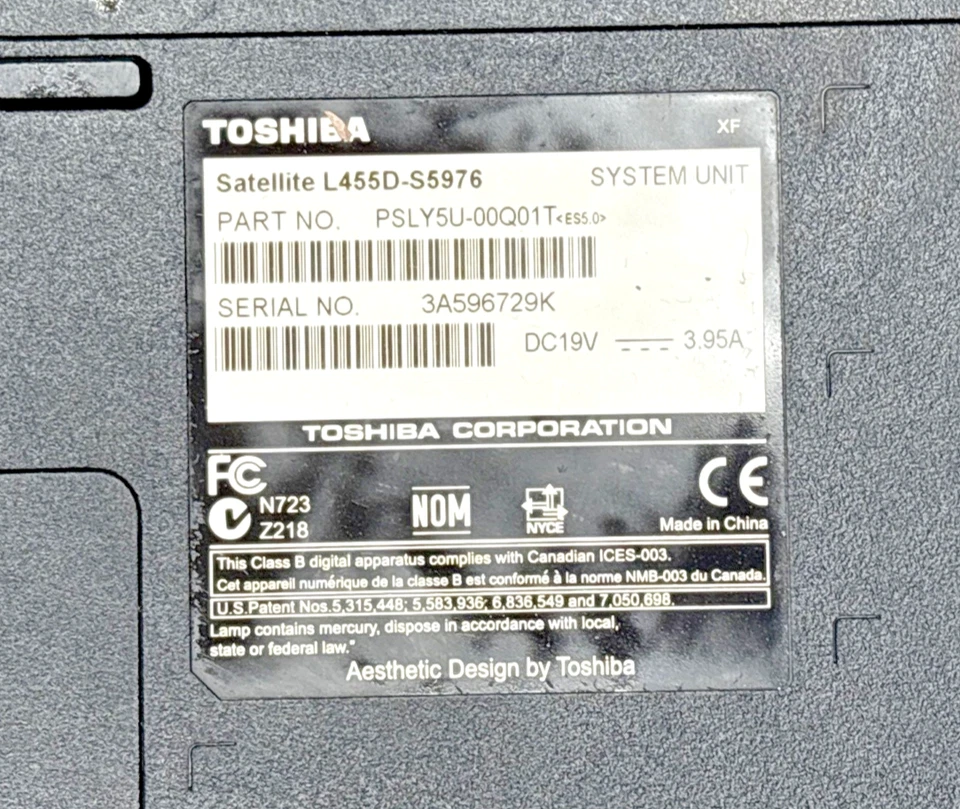 TOSHIBA XF
Satellite L455D-S5976 SYSTEM UNIT
PART NO. PSLY5U-00Q01T<ES5.0>
SERIAL NO. 3A596729K
DC19V 3.95A
TOSHIBA CORPORATION
FC CE
N723
Z218
NOM
NYCE
Made in China
This Class B digital apparatus complies with Canadian ICES-003.
Cet appareil numérique de la classe B est conformé à la norme NMB-003 du Canada.
U.S.Patent Nos.5,315,448; 5,583,936; 6,836,549 and 7,050,698.
Lamp contains mercury, dispose in accordance with local,
state or federal law."
Aesthetic Design by Toshiba